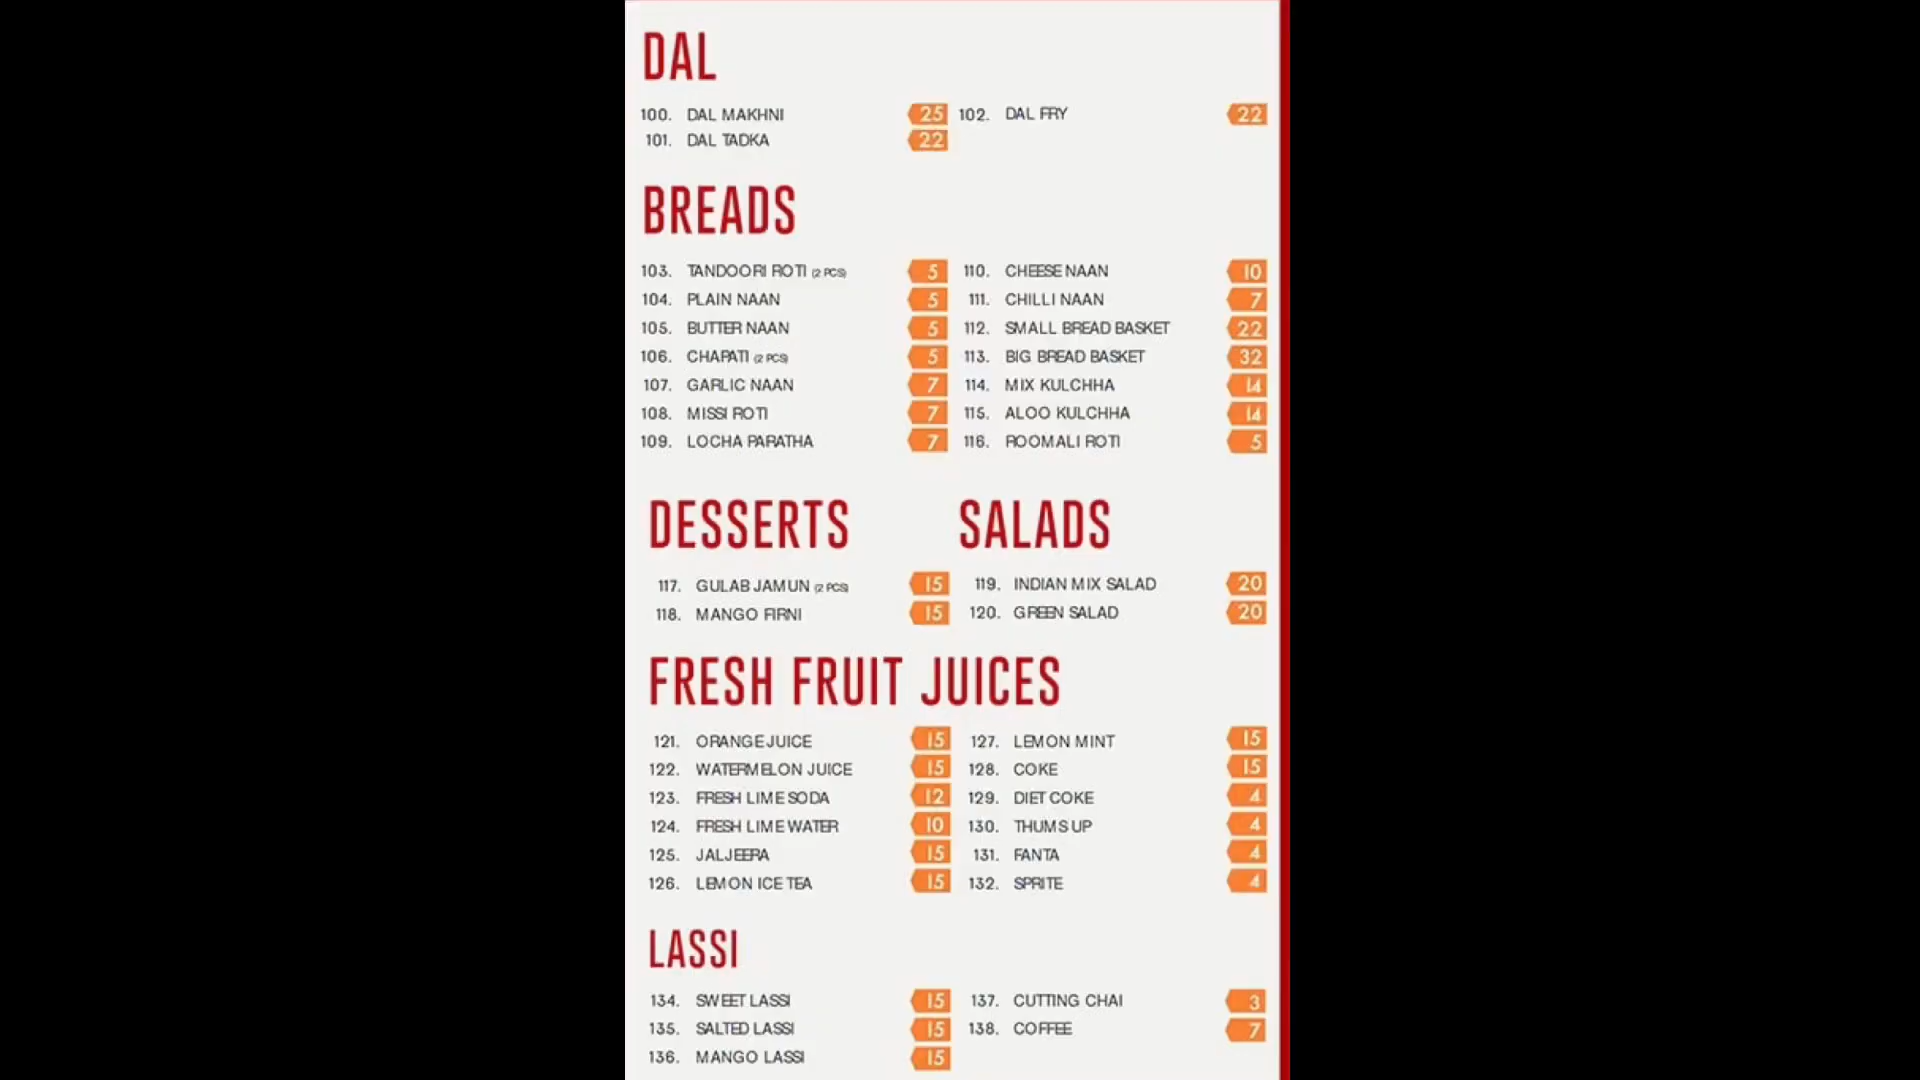 DAL
100. DAL MAKHNI 25 102. DAL FRY 22
101. DAL TADKA 22
BREADS
103. TANDOORI ROTI (2 PCS) 5 110. CHEESE NAAN 10
104. PLAIN NAAN 5 111. CHILLI NAAN 7
105. BUTTER NAAN 5 112. SMALL BREAD BASKET 22
106. CHAPATI (2 PCS) 5 113. BIG BREAD BASKET 32
107. GARLIC NAAN 7 114. MIX KULCHHA 14
108. MISSI ROTI 7 115. ALOO KULCHHA 14
109. LOCHA PARATHA 7 116. ROOMALI ROTI 5
DESSERTS SALADS
117. GULAB JAMUN (2 PCS) 15 119. INDIAN MIX SALAD 20
118. MANGO FIRNI 15 120. GREEN SALAD 20
FRESH FRUIT JUICES
121. ORANGE JUICE 15 127. LEMON MINT 15
122. WATERMELON JUICE 15 128. COKE 15
123. FRESH LIME SODA 12 129. DIET COKE 4
124. FRESH LIME WATER 10 130. THUMS UP 4
125. JALJEERA 15 131. FANTA 4
126. LEMON ICE TEA 15 132. SPRITE 4
LASSI
134. SWEET LASSI 15 137. CUTTING CHAI 3
135. SALTED LASSI 15 138. COFFEE 7
136. MANGO LASSI 15